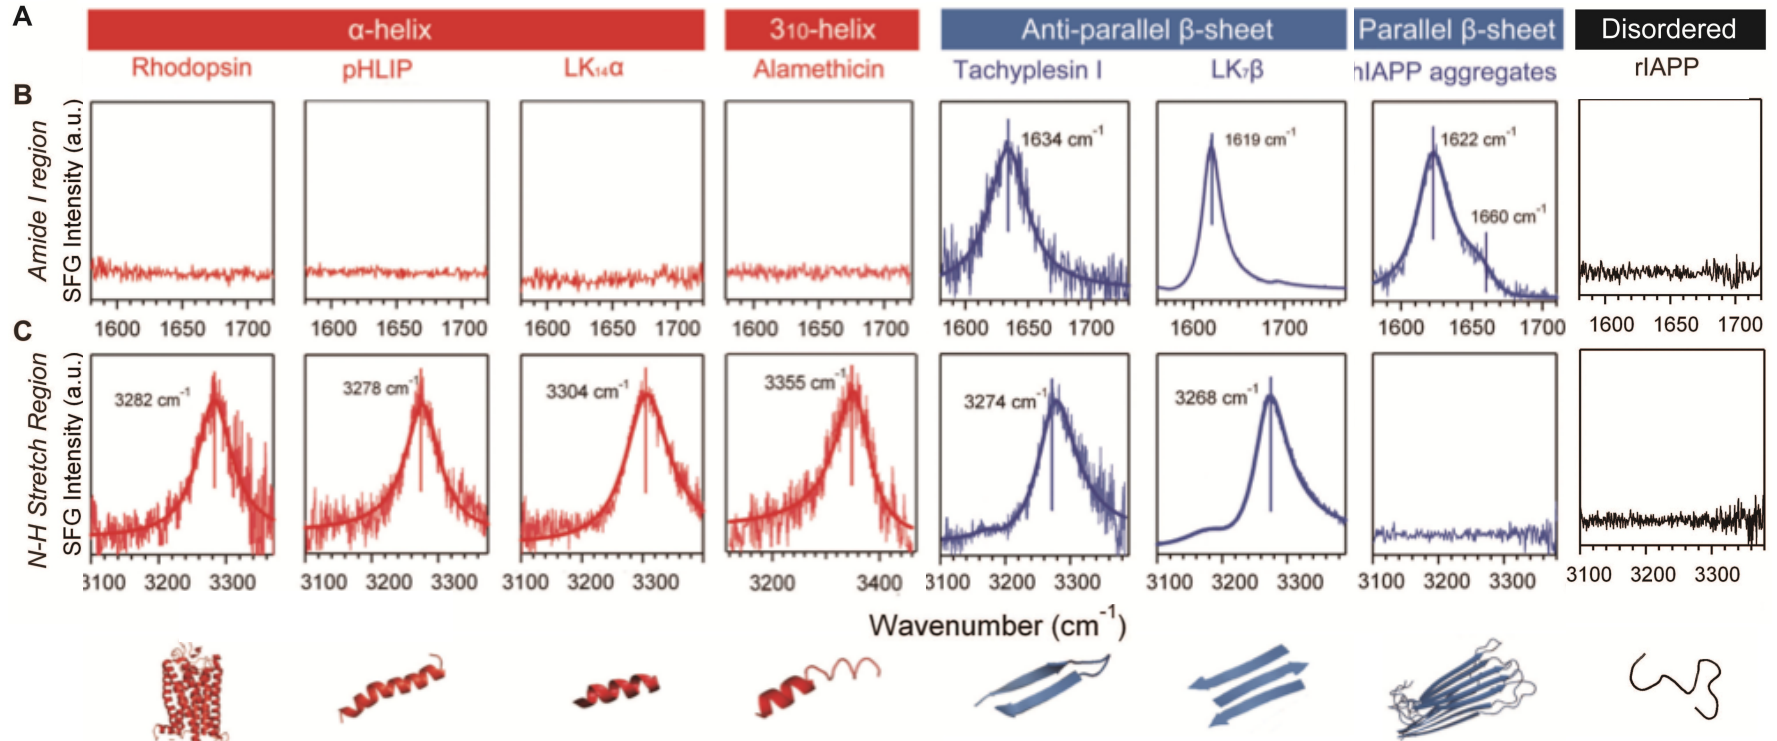 A
α-helix 310-helix Anti-parallel β-sheet Parallel β-sheet Disordered
Rhodopsin pHLIP LK14α Alamethicin Tachyplesin I LK7β hIAPP aggregates rIAPP
B
Amide I region
SFG Intensity (a.u.)
1634 cm-1 1619 cm-1 1622 cm-1
1660 cm-1
1600 1650 1700 1600 1650 1700 1600 1650 1700 1600 1650 1700 1600 1650 1700 1600 1700 1600 1650 1700 1600 1650 1700
C
N-H Stretch Region
SFG Intensity (a.u.)
3282 cm-1 3278 cm-1 3304 cm-1 3355 cm-1 3274 cm-1 3268 cm-1
3100 3200 3300 3100 3200 3300 3100 3200 3300 3200 3400 3100 3200 3300 3100 3200 3300 3100 3200 3300 3100 3200 3300
Wavenumber (cm-1)